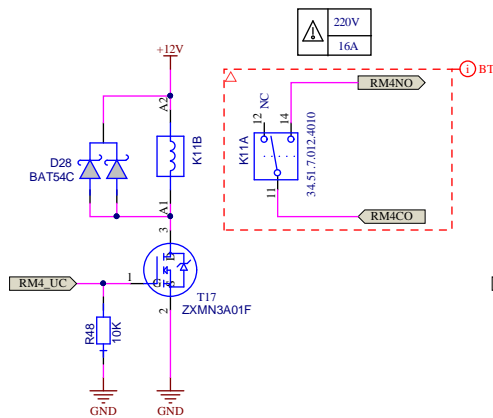 220V
16A
+12V
BT
RM4NO
A2
12
NC
14
K11A
34.51.7.012.4010
K11B
D28
BAT54C
11
RM4CO
A1
3
RM4_UC
1
G
T17
ZXMN3A01F
2
R48
10K
GND
GND